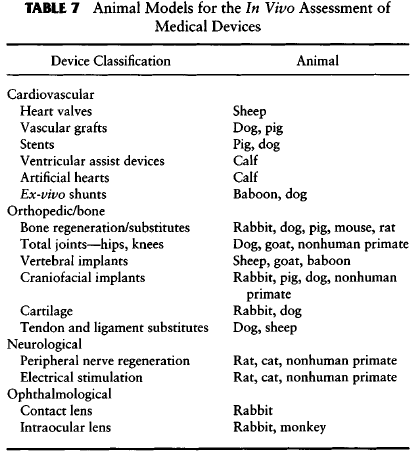 TABLE 7 Animal Models for the In Vivo Assessment of
Medical Devices
Device Classification Animal
Cardiovascular
Heart valves Sheep
Vascular grafts Dog, pig
Stents Pig, dog
Ventricular assist devices Calf
Artificial hearts Calf
Ex-vivo shunts Baboon, dog
Orthopedic/bone
Bone regeneration/substitutes Rabbit, dog, pig, mouse, rat
Total joints—hips, knees Dog, goat, nonhuman primate
Vertebral implants Sheep, goat, baboon
Craniofacial implants Rabbit, pig, dog, nonhuman
primate
Cartilage Rabbit, dog
Tendon and ligament substitutes Dog, sheep
Neurological
Peripheral nerve regeneration Rat, cat, nonhuman primate
Electrical stimulation Rat, cat, nonhuman primate
Ophthalmological
Contact lens Rabbit
Intraocular lens Rabbit, monkey